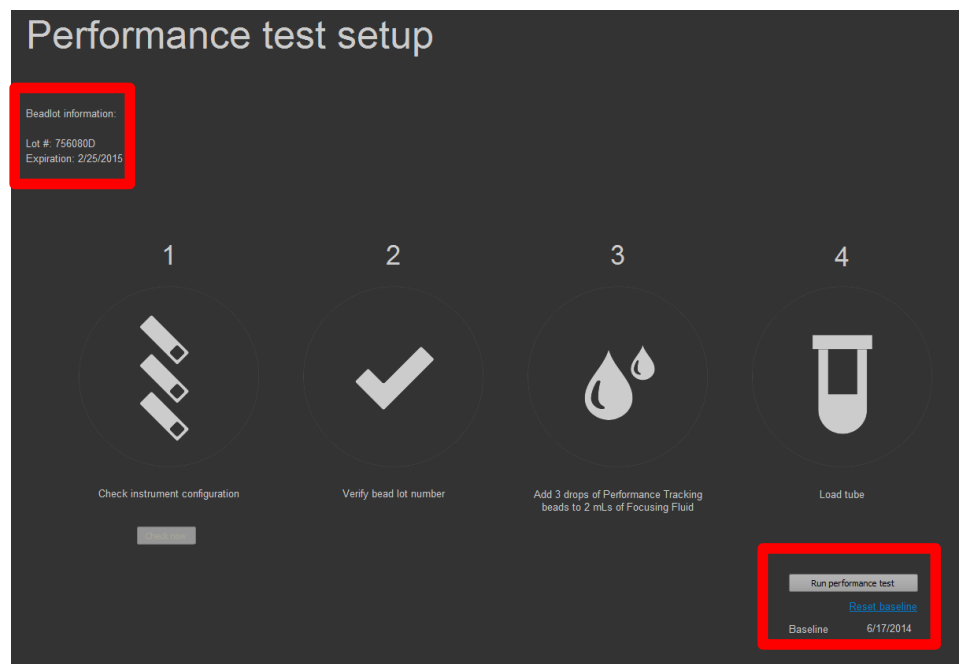 Performance test setup
Beadlot information:
Lot #: 756080D
Expiration: 2/25/2015
1
2
3
4
Check instrument configuration
Verify bead lot number
Add 3 drops of Performance Tracking
beads to 2 mLs of Focusing Fluid
Load tube
Check now
Run performance test
Reset baseline
Baseline 6/17/2014